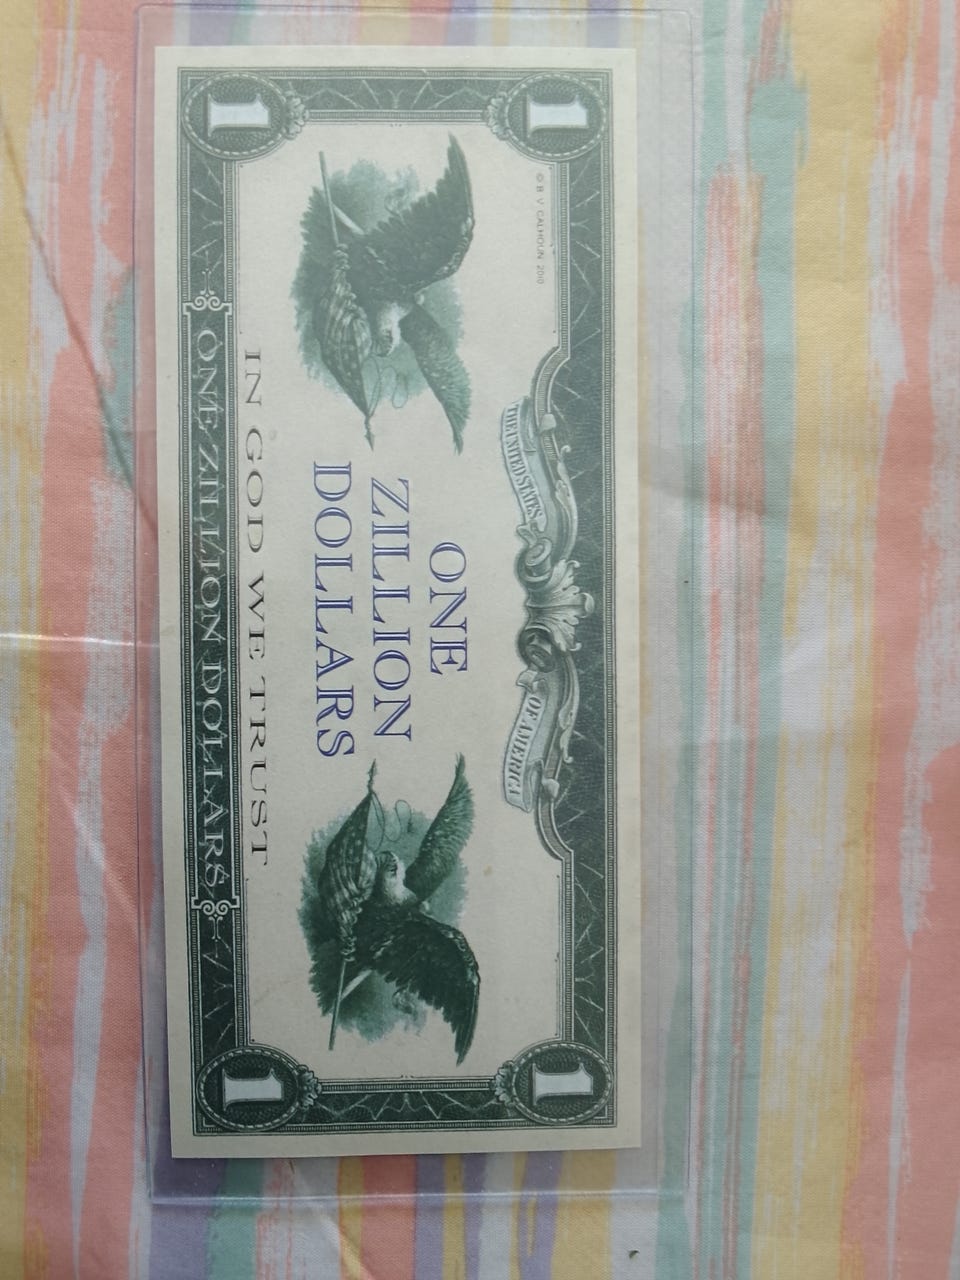 1
1
© B V CALHOUN 2010
THE UNITED STATES
OF AMERICA
ONE
ZILLION
DOLLARS
IN GOD WE TRUST
1
ONE ZILLION DOLLARS
1